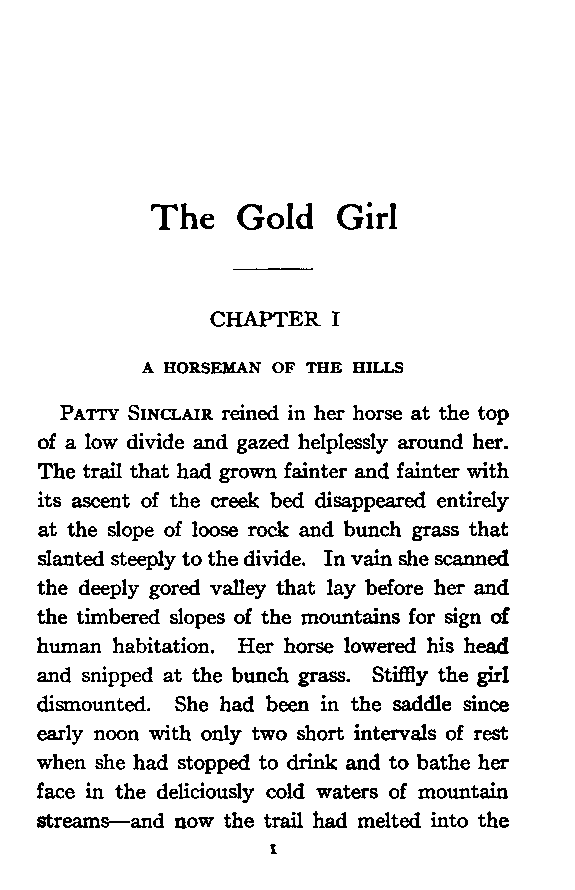 The Gold Girl
CHAPTER I
A HORSEMAN OF THE HILLS
PATTY SINCLAIR reined in her horse at the top
of a low divide and gazed helplessly around her.
The trail that had grown fainter and fainter with
its ascent of the creek bed disappeared entirely
at the slope of loose rock and bunch grass that
slanted steeply to the divide. In vain she scanned
the deeply gored valley that lay before her and
the timbered slopes of the mountains for sign of
human habitation. Her horse lowered his head
and snipped at the bunch grass. Stiffly the girl
dismounted. She had been in the saddle since
early noon with only two short intervals of rest
when she had stopped to drink and to bathe her
face in the deliciously cold waters of mountain
streams—and now the trail had melted into the
1